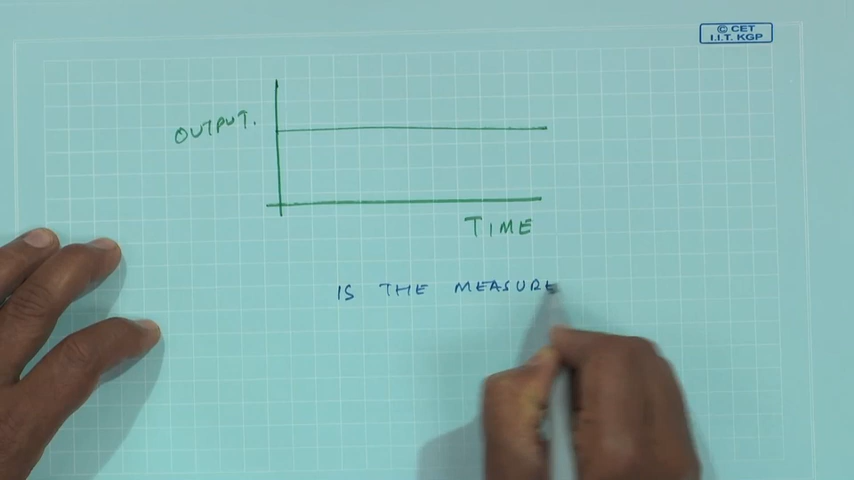 © CET
I.I.T. KGP
OUTPUT.
TIME
IS THE MEASURE